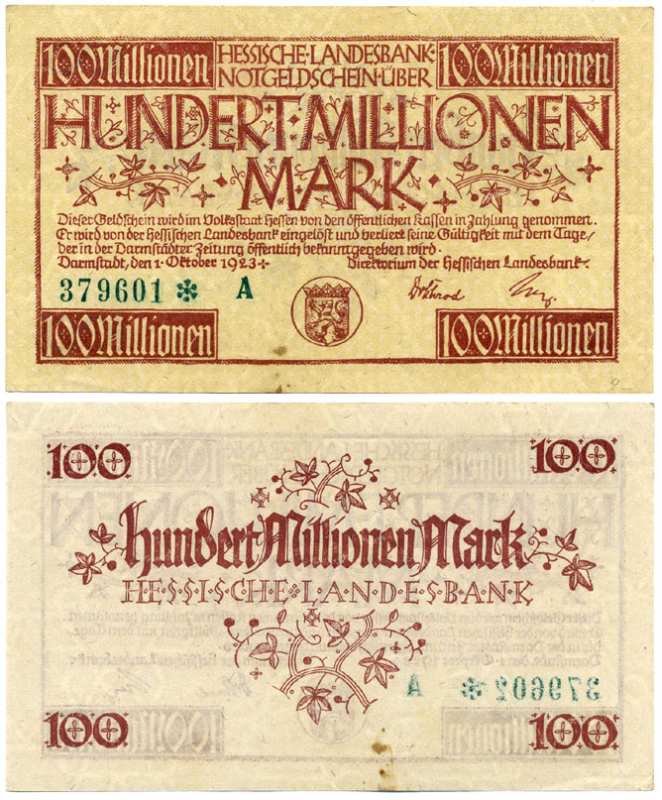 100 Millionen
HESSISCHE·LANDESBANK·
NOTGELDSCHEIN·ÜBER
100 Millionen
HUNDERT·MILLIONEN
MARK
Dieser Geldschein wird im Volksstaat Hessen von den öffentlichen Kassen in Zahlung genommen.
Er wird von der Hessischen Landesbank eingelöst und verliert seine Gültigkeit mit dem Tage,
der in der Darmstädter Zeitung öffentlich bekanntgegeben wird.
Darmstadt, den 1. Oktober 1923 Direktorium der Hessischen Landesbank.
379601 A
100 Millionen
100 Millionen
100
100
Hundert Millionen Mark
H·E·S·S·I·S·C·H·E·L·A·N·D·E·S·B·A·N·K
379602 A
100
100